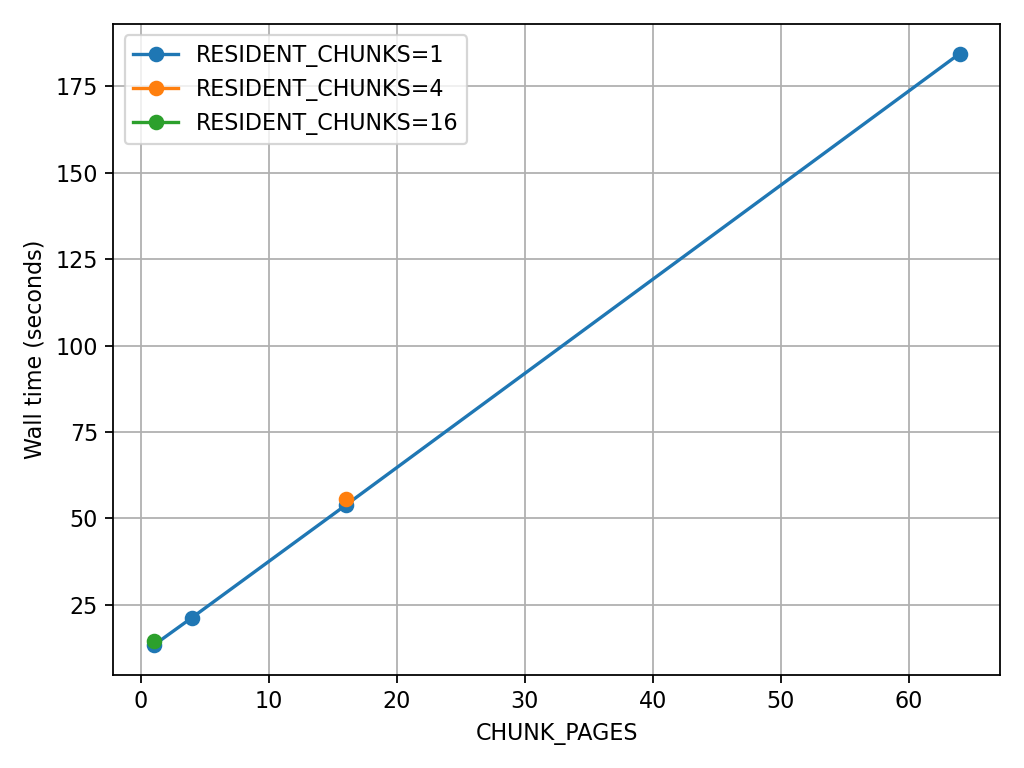 RESIDENT_CHUNKS=1
RESIDENT_CHUNKS=4
RESIDENT_CHUNKS=16
175
150
125
100
75
50
25
Wall time (seconds)
0 10 20 30 40 50 60
CHUNK_PAGES